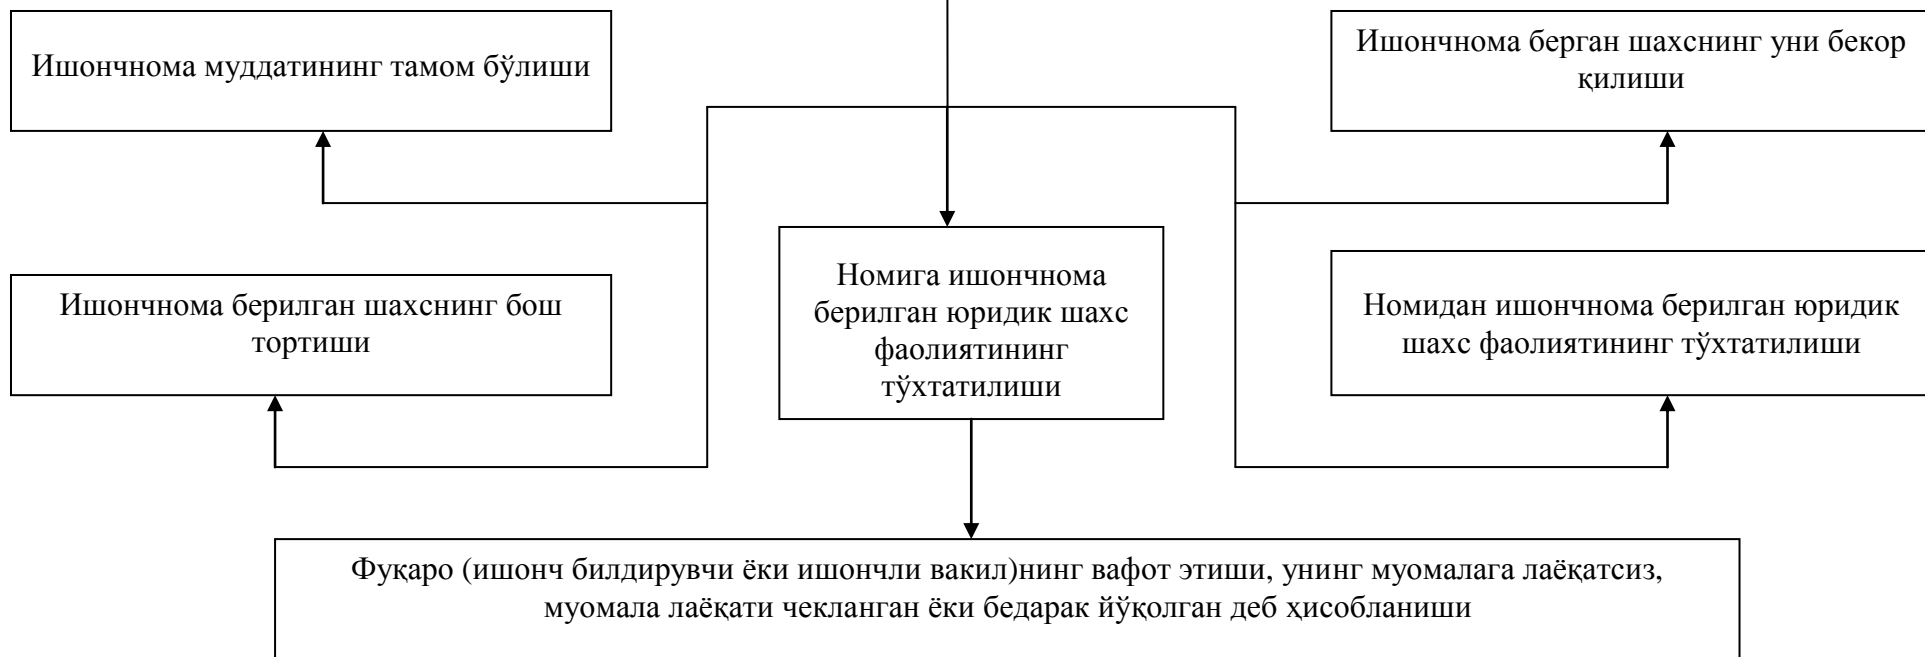 Ишончнома муддатининг тамом бўлиши
Ишончнома берган шахснинг уни бекор
қилиши
Ишончнома берилган шахснинг бош
тортиши
Номига ишончнома
берилган юридик шахс
фаолиятининг
тўхтатилиши
Номидан ишончнома берилган юридик
шахс фаолиятининг тўхтатилиши
Фуқаро (ишонч билдирувчи ёки ишончли вакил)нинг вафот этиши, унинг муомалага лаёқатсиз,
муомала лаёқати чекланган ёки бедарак йўқолган деб ҳисобланиши